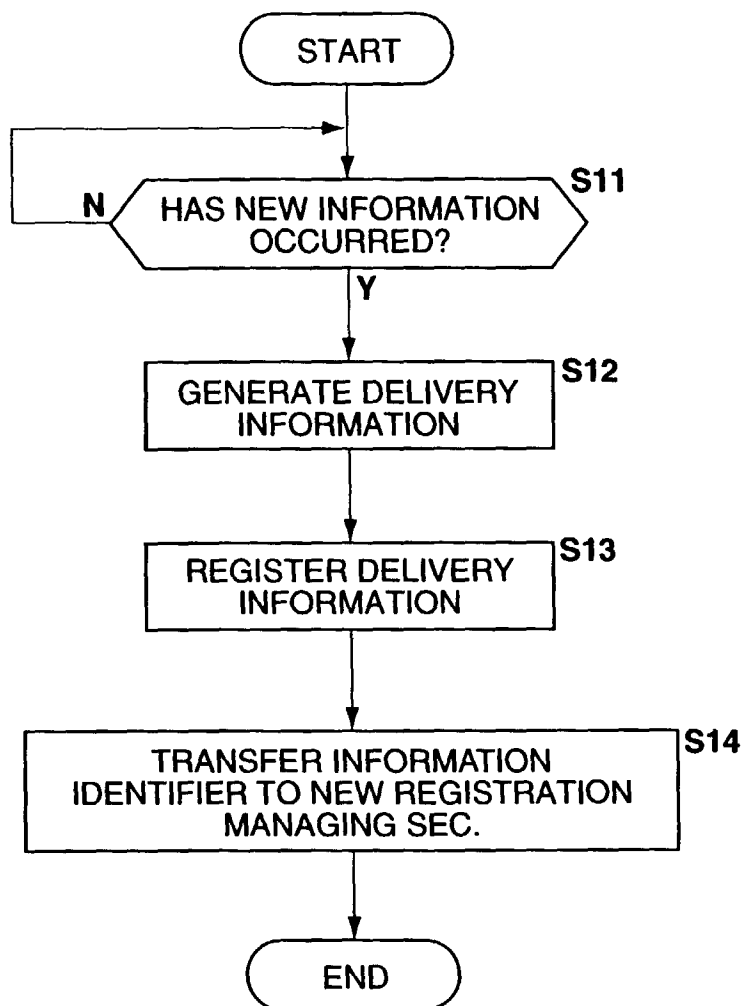 START
S11
N
HAS NEW INFORMATION
OCCURRED?
Y
S12
GENERATE DELIVERY
INFORMATION
S13
REGISTER DELIVERY
INFORMATION
S14
TRANSFER INFORMATION
IDENTIFIER TO NEW REGISTRATION
MANAGING SEC.
END